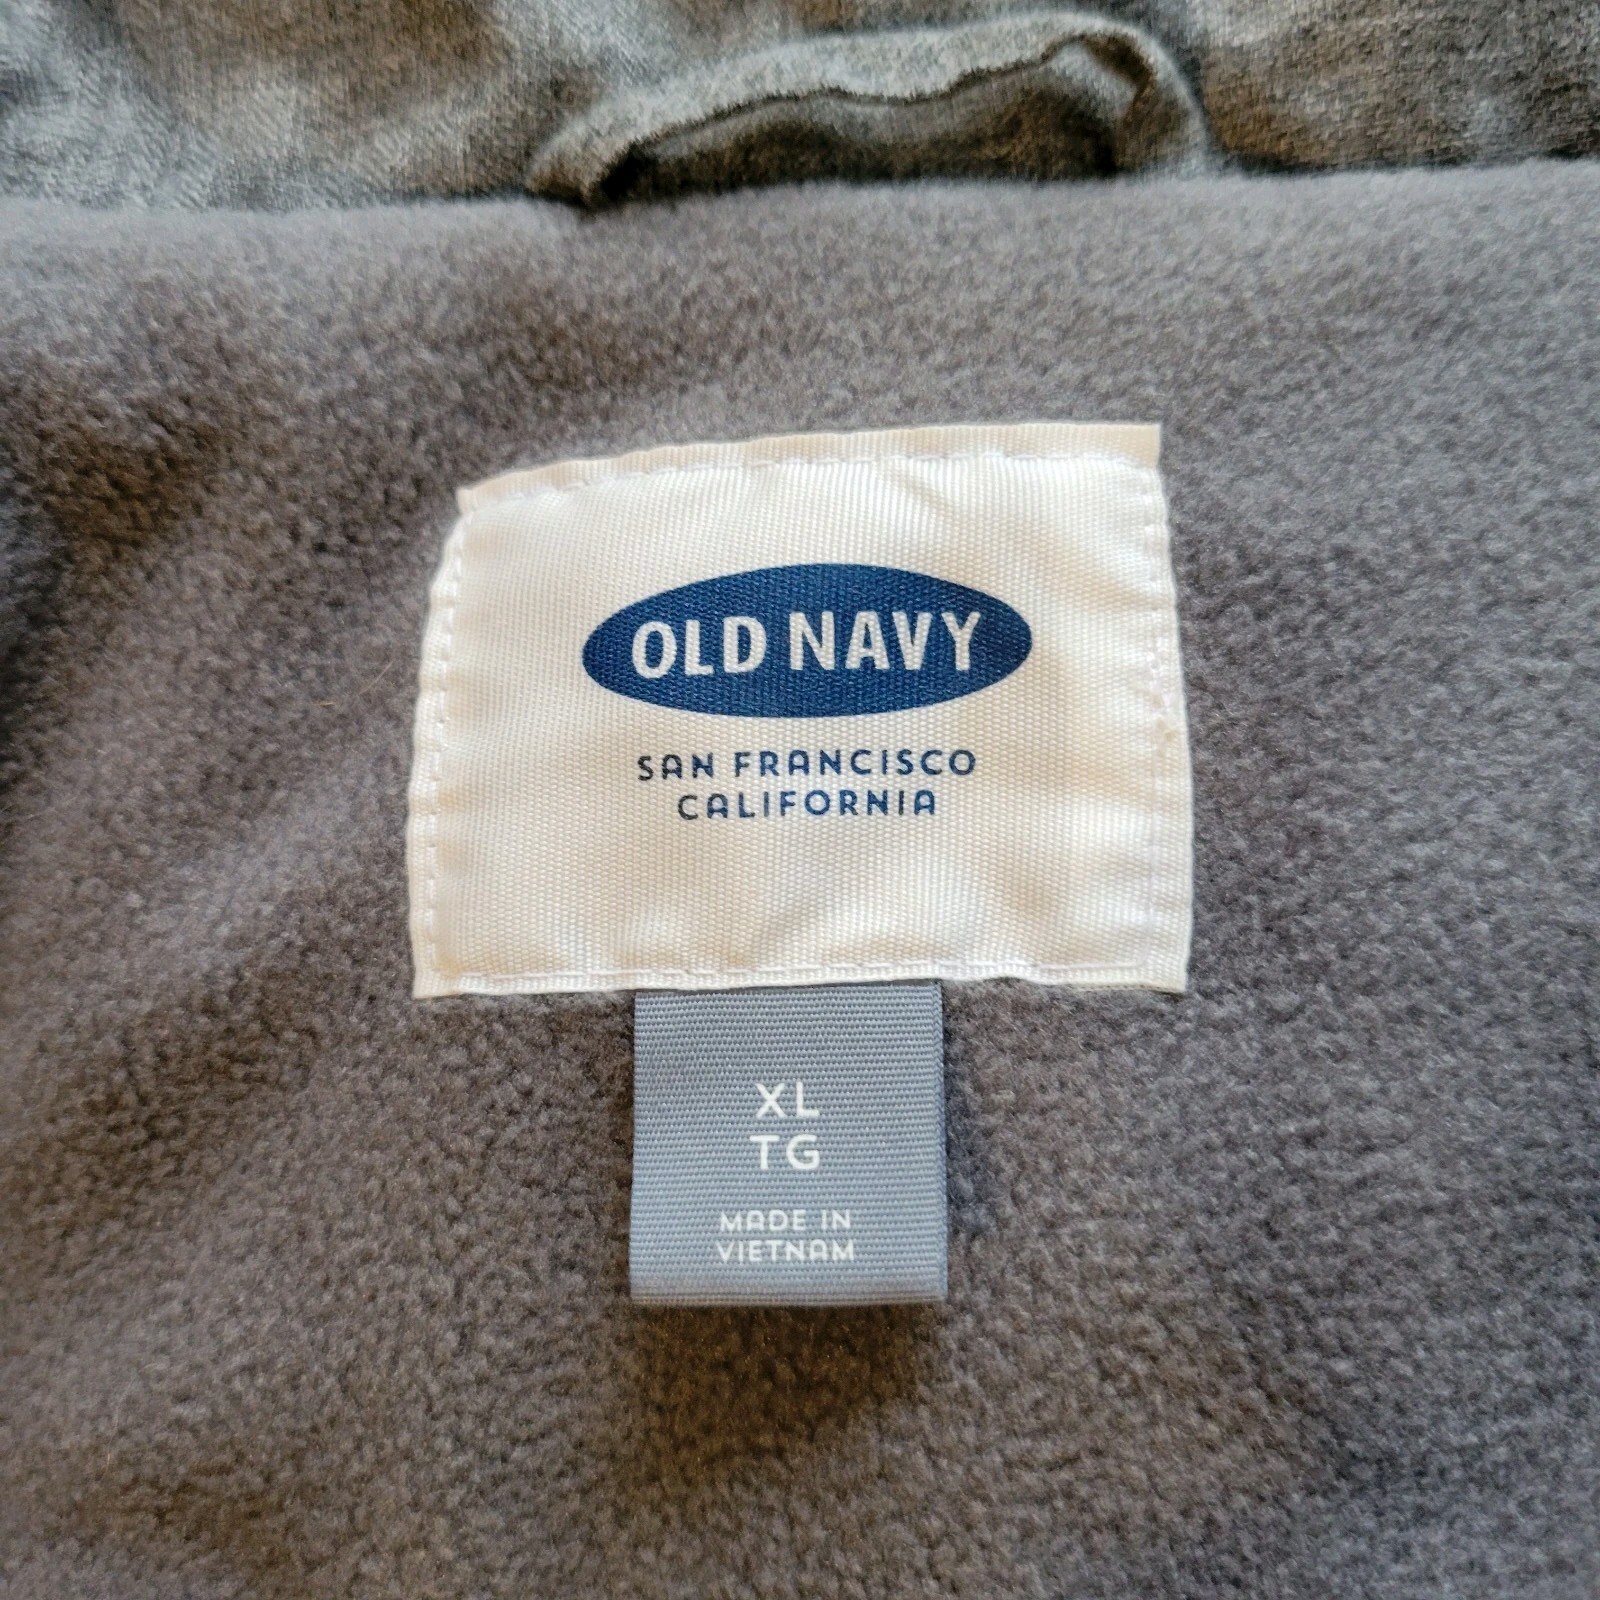 OLD NAVY
SAN FRANCISCO
CALIFORNIA
XL
TG
MADE IN
VIETNAM